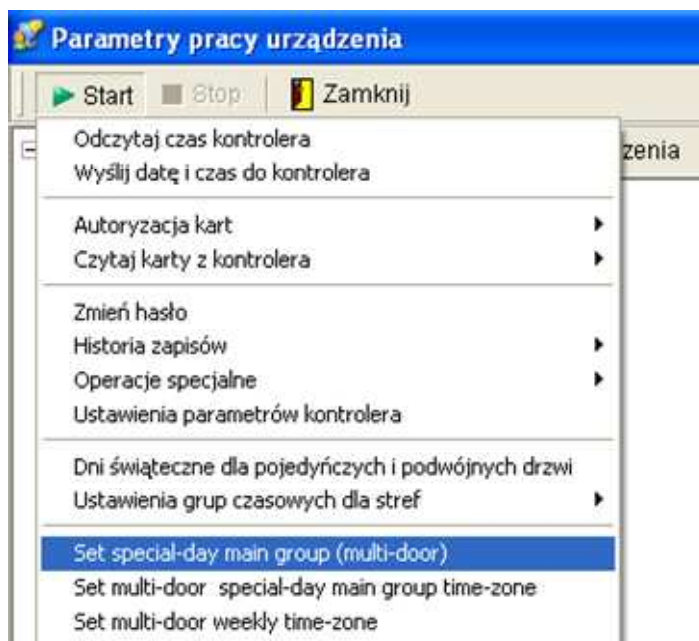 Parametry pracy urządzenia
Start Stop Zamknij
zenia
Odczytaj czas kontrolera
Wyślij datę i czas do kontrolera
Autoryzacja kart
Czytaj karty z kontrolera
Zmień hasło
Historia zapisów
Operacje specjalne
Ustawienia parametrów kontrolera
Dni świąteczne dla pojedyńczych i podwójnych drzwi
Ustawienia grup czasowych dla stref
Set special-day main group (multi-door)
Set multi-door special-day main group time-zone
Set multi-door weekly time-zone